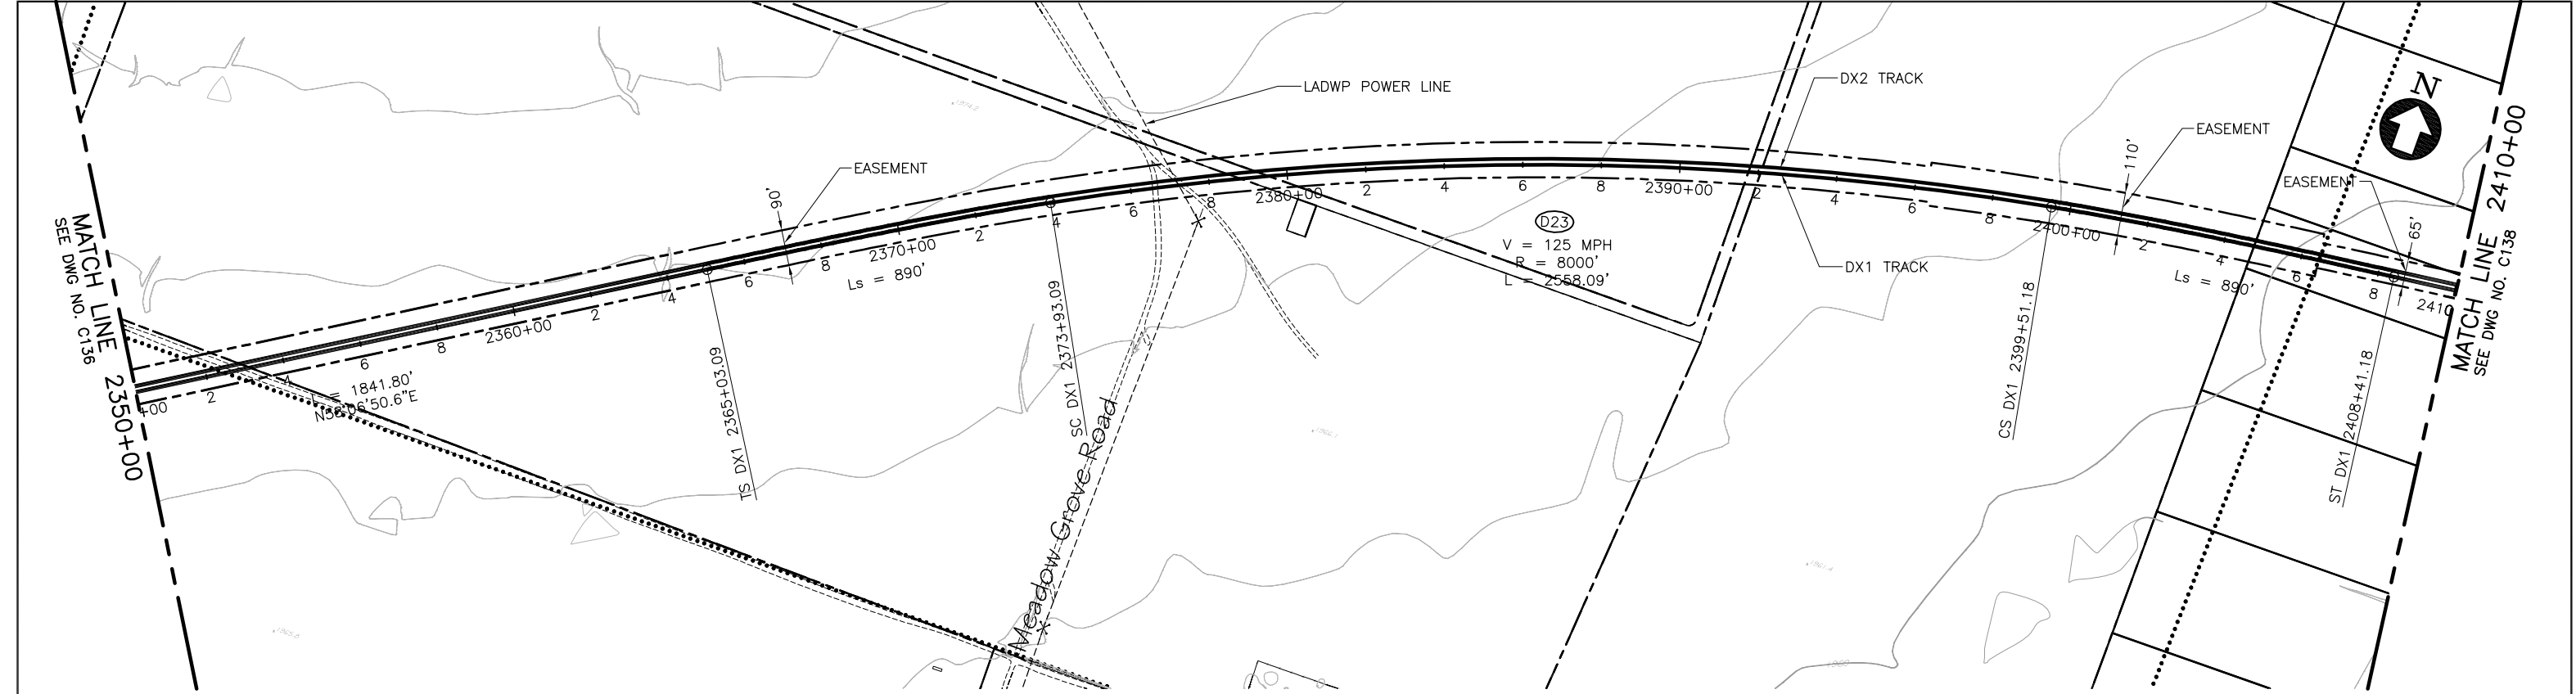 LADWP POWER LINE
DX2 TRACK
EASEMENT
110'
EASEMENT
N
EASEMENT
65'
90'
MATCH LINE 2350+00
SEE DWG NO. C136
MATCH LINE 2410+00
SEE DWG NO. C138
+00
2
4
6
8
2360+00
2
4
6
8
2370+00
2
4
6
8
2380+00
2
4
6
8
2390+00
2
4
6
8
2400+00
2
4
6
8
2410
= 1841.80'
06'50.6"E
Ls = 890'
D23
V = 125 MPH
R = 8000'
L = 2558.09'
DX1 TRACK
Ls = 890'
TS DX1 2365+03.09
SC DX1 2373+93.09
CS DX1 2399+51.18
ST DX1 2408+41.18
Meadow Grove Road